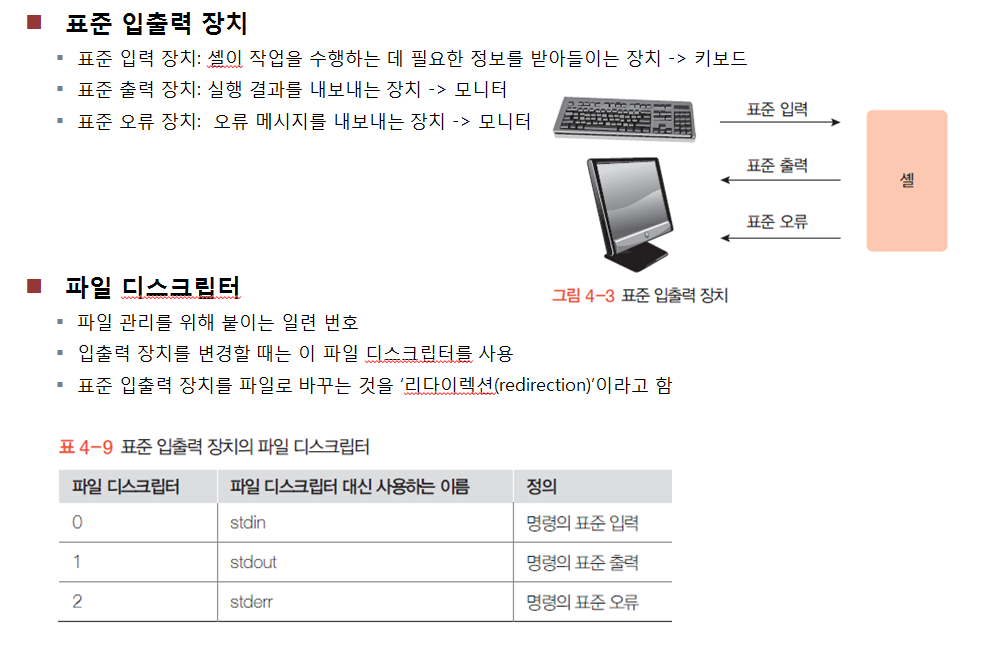 표준 입출력 장치
표준 입력 장치: 셸이 작업을 수행하는 데 필요한 정보를 받아들이는 장치 -> 키보드
표준 출력 장치: 실행 결과를 내보내는 장치 -> 모니터
표준 오류 장치: 오류 메시지를 내보내는 장치 -> 모니터
표준 입력
표준 출력
표준 오류
셸
그림 4-3 표준 입출력 장치
파일 디스크립터
파일 관리를 위해 붙이는 일련 번호
입출력 장치를 변경할 때는 이 파일 디스크립터를 사용
표준 입출력 장치를 파일로 바꾸는 것을 ‘리다이렉션(redirection)’이라고 함
표 4-9 표준 입출력 장치의 파일 디스크립터
파일 디스크립터 파일 디스크립터 대신 사용하는 이름 정의
0 stdin 명령의 표준 입력
1 stdout 명령의 표준 출력
2 stderr 명령의 표준 오류